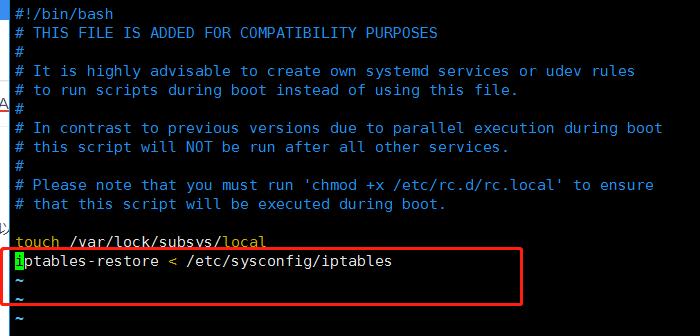 #!/bin/bash
# THIS FILE IS ADDED FOR COMPATIBILITY PURPOSES
#
# It is highly advisable to create own systemd services or udev rules
# to run scripts during boot instead of using this file.
#
# In contrast to previous versions due to parallel execution during boot
# this script will NOT be run after all other services.
#
# Please note that you must run 'chmod +x /etc/rc.d/rc.local' to ensure
# that this script will be executed during boot.

touch /var/lock/subsys/local
iptables-restore < /etc/sysconfig/iptables
~
~
~